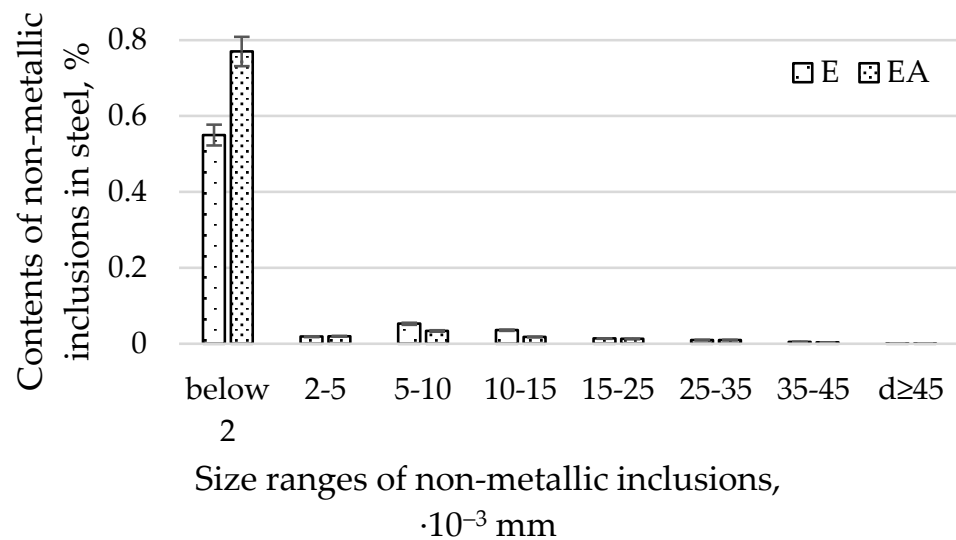 Contents of non-metallic
inclusions in steel, %
0.8
0.6
0.4
0.2
0
E EA
below
2
2-5 5-10 10-15 15-25 25-35 35-45 d≥45
Size ranges of non-metallic inclusions,
·10⁻³ mm